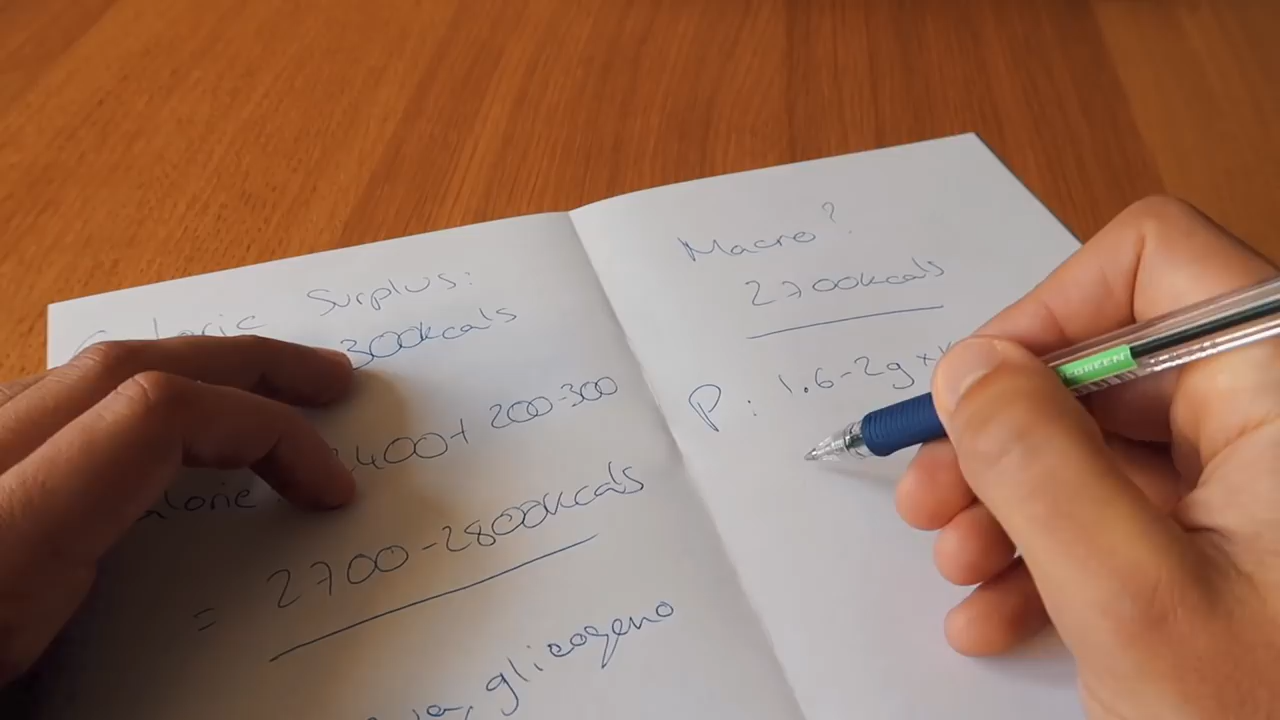 Surplus:
300kcals
2400+ 200-300
= 2700-2800kcals
glicogeno
Macro?
2700kcals
P: 1.6-2g x
GREEN